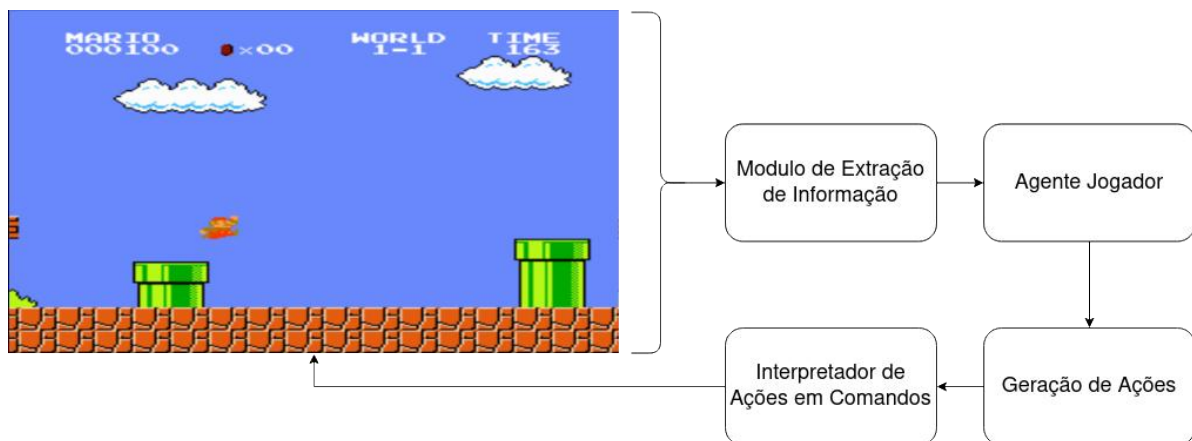 MARIO WORLD TIME
000100 ×00 1-1 163
Modulo de Extração
de Informação
Agente Jogador
Geração de Ações
Interpretador de
Ações em Comandos